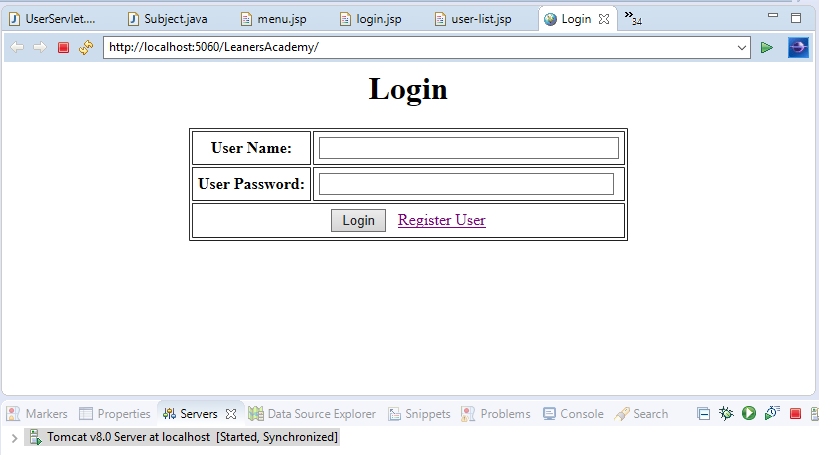 UserServlet.... Subject.java menu.jsp login.jsp user-list.jsp Login 34
http://localhost:5060/LeanersAcademy/
Login
User Name:
User Password:
Login Register User
Markers Properties Servers Data Source Explorer Snippets Problems Console Search
Tomcat v8.0 Server at localhost [Started, Synchronized]